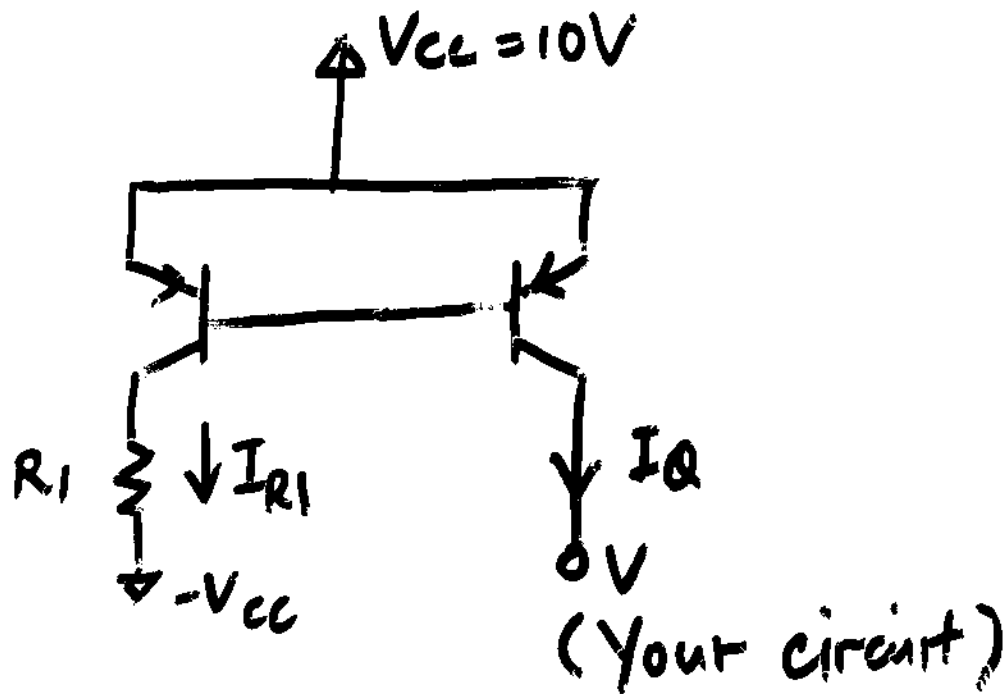 Vcc = 10V
R1
IR1
IQ
-Vcc
V
(Your circuit)